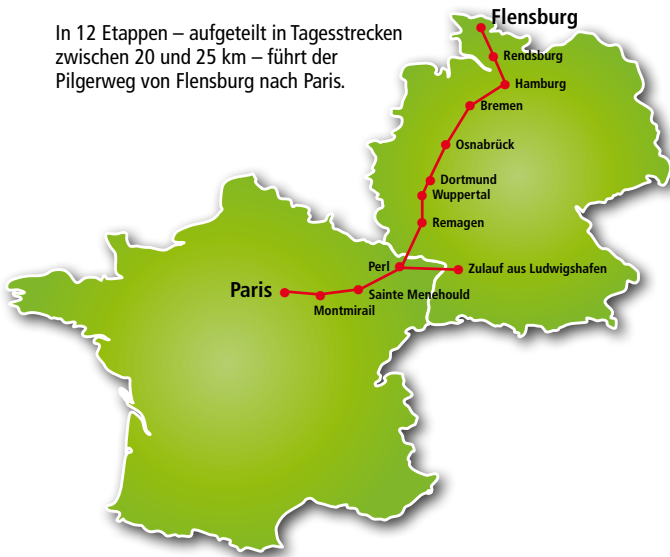 In 12 Etappen – aufgeteilt in Tagesstrecken
zwischen 20 und 25 km – führt der
Pilgerweg von Flensburg nach Paris.
Flensburg
Rendsburg
Hamburg
Bremen
Osnabrück
Dortmund
Wuppertal
Remagen
Perl
Zulauf aus Ludwigshafen
Paris
Sainte Menehould
Montmirail